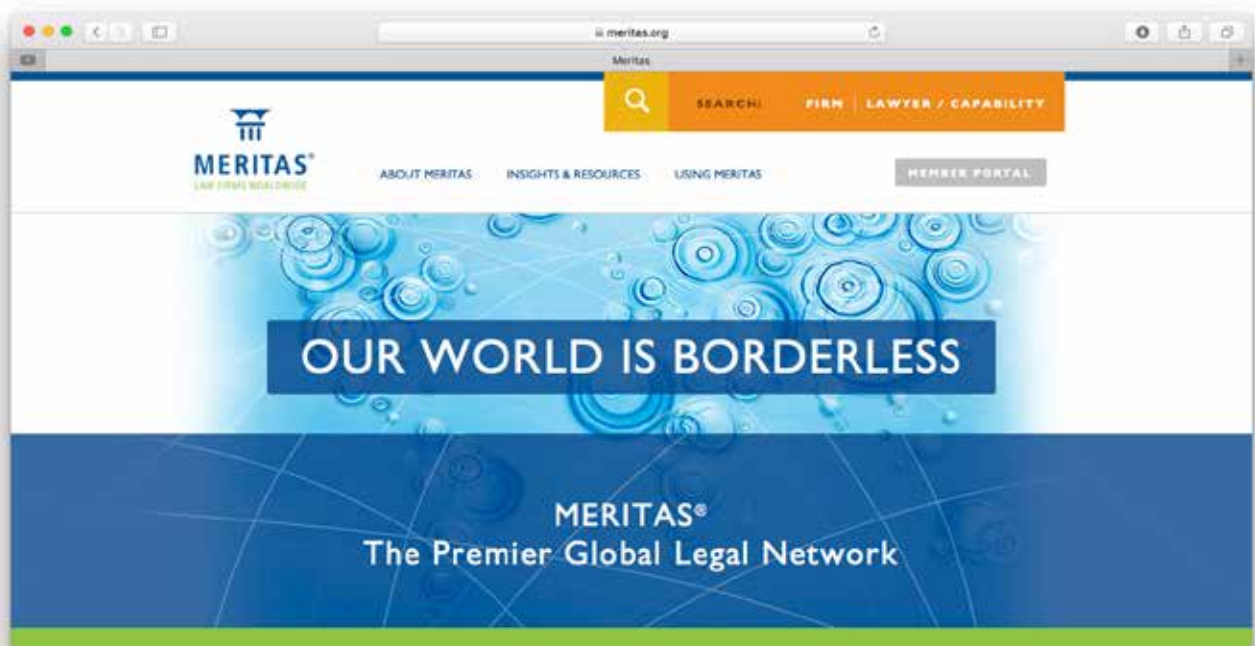 meritas.org
Meritas
SEARCH: FIRM | LAWYER / CAPABILITY
MERITAS®
LAW FIRMS WORLDWIDE
ABOUT MERITAS INSIGHTS & RESOURCES USING MERITAS
MEMBER PORTAL
OUR WORLD IS BORDERLESS
MERITAS®
The Premier Global Legal Network